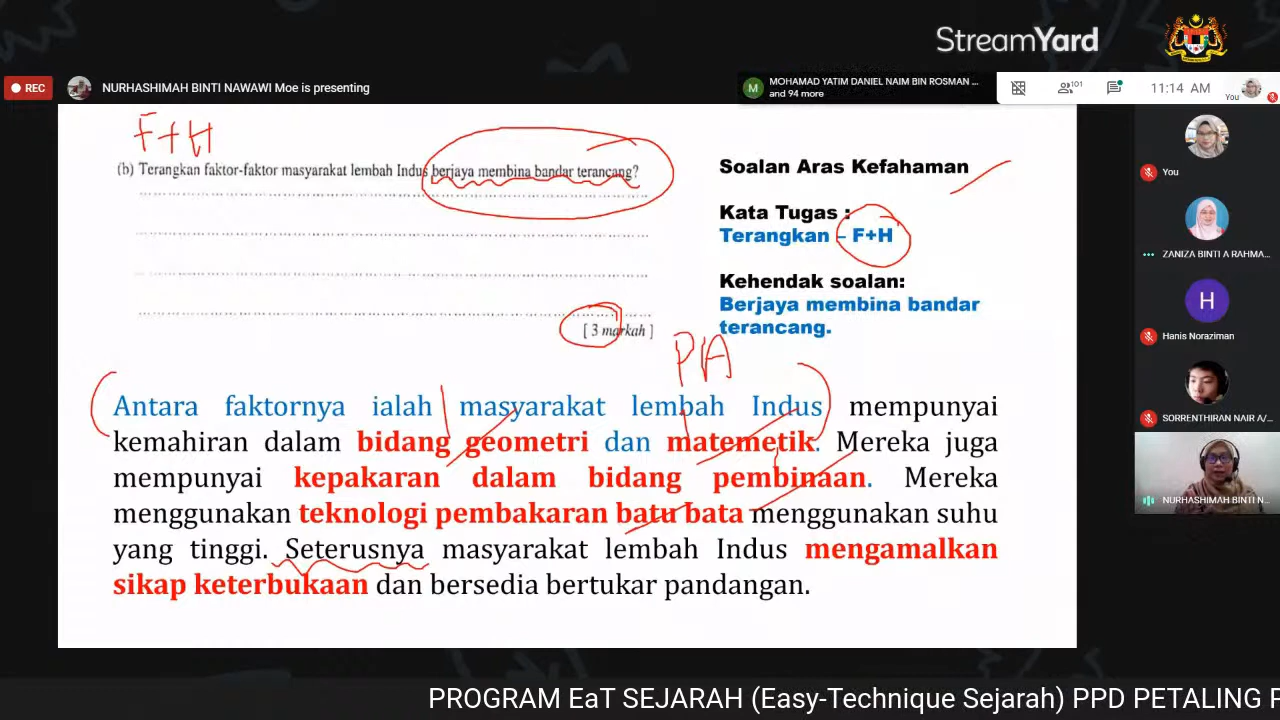 StreamYard
REC
NURHASHIMAH BINTI NAWAWI Moe is presenting
M
MOHAMAD YATIM DANIEL NAIM BIN ROSMAN ...
and 94 more
101
11:14 AM
You
F+H
(b) Terangkan faktor-faktor masyarakat lembah Indus berjaya membina bandar terancang?
[ 3 markah ]
Soalan Aras Kefahaman
Kata Tugas :
Terangkan – F+H
Kehendak soalan:
Berjaya membina bandar
terancang.
Antara faktornya ialah masyarakat lembah Indus mempunyai
kemahiran dalam bidang geometri dan matemetik. Mereka juga
mempunyai kepakaran dalam bidang pembinaan. Mereka
menggunakan teknologi pembakaran batu bata menggunakan suhu
yang tinggi. Seterusnya masyarakat lembah Indus mengamalkan
sikap keterbukaan dan bersedia bertukar pandangan.
You
ZANIZA BINTI A RAHMA...
H
Hanis Noraziman
SORRENTHIRAN NAIR A/...
NURHASHIMAH BINTI N...
PROGRAM EaT SEJARAH (Easy-Technique Sejarah) PPD PETALING